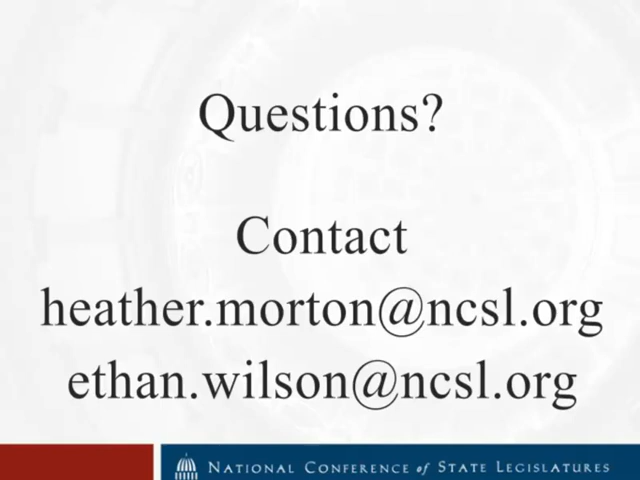 Questions?
Contact
heather.morton@ncsl.org
ethan.wilson@ncsl.org
NATIONAL CONFERENCE of STATE LEGISLATURES